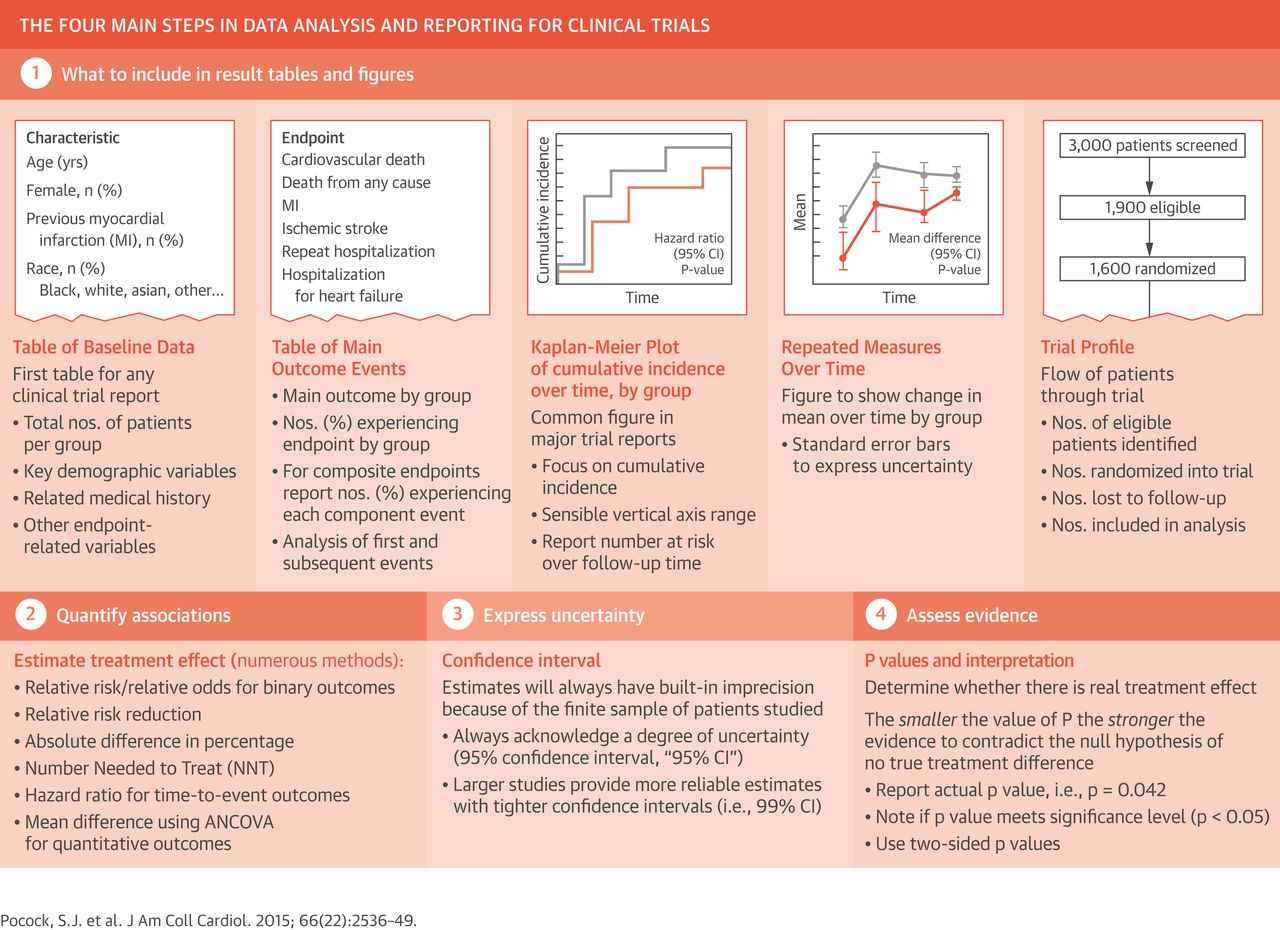 THE FOUR MAIN STEPS IN DATA ANALYSIS AND REPORTING FOR CLINICAL TRIALS
1 What to include in result tables and figures
Characteristic
Age (yrs)
Female, n (%)
Previous myocardial
infarction (MI), n (%)
Race, n (%)
Black, white, asian, other...
Table of Baseline Data
First table for any
clinical trial report
• Total nos. of patients
per group
• Key demographic variables
• Related medical history
• Other endpoint-
related variables
Endpoint
Cardiovascular death
Death from any cause
MI
Ischemic stroke
Repeat hospitalization
Hospitalization
for heart failure
Table of Main
Outcome Events
• Main outcome by group
• Nos. (%) experiencing
endpoint by group
• For composite endpoints
report nos. (%) experiencing
each component event
• Analysis of first and
subsequent events
Cumulative incidence
Hazard ratio
(95% CI)
P-value
Time
Kaplan-Meier Plot
of cumulative incidence
over time, by group
Common figure in
major trial reports
• Focus on cumulative
incidence
• Sensible vertical axis range
• Report number at risk
over follow-up time
Mean
Mean difference
(95% CI)
P-value
Time
Repeated Measures
Over Time
Figure to show change in
mean over time by group
• Standard error bars
to express uncertainty
3,000 patients screened
1,900 eligible
1,600 randomized
Trial Profile
Flow of patients
through trial
• Nos. of eligible
patients identified
• Nos. randomized into trial
• Nos. lost to follow-up
• Nos. included in analysis
2 Quantify associations
Estimate treatment effect (numerous methods):
• Relative risk/relative odds for binary outcomes
• Relative risk reduction
• Absolute difference in percentage
• Number Needed to Treat (NNT)
• Hazard ratio for time-to-event outcomes
• Mean difference using ANCOVA
for quantitative outcomes
3 Express uncertainty
Confidence interval
Estimates will always have built-in imprecision
because of the finite sample of patients studied
• Always acknowledge a degree of uncertainty
(95% confidence interval, “95% CI”)
• Larger studies provide more reliable estimates
with tighter confidence intervals (i.e., 99% CI)
4 Assess evidence
P values and interpretation
Determine whether there is real treatment effect
The smaller the value of P the stronger the
evidence to contradict the null hypothesis of
no true treatment difference
• Report actual p value, i.e., p = 0.042
• Note if p value meets significance level (p < 0.05)
• Use two-sided p values
Pocock, S.J. et al. J Am Coll Cardiol. 2015; 66(22):2536–49.